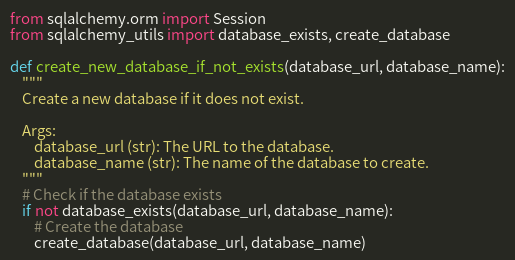 from sqlalchemy.orm import Session
from sqlalchemy_utils import database_exists, create_database

def create_new_database_if_not_exists(database_url, database_name):
    """
    Create a new database if it does not exist.

    Args:
        database_url (str): The URL to the database.
        database_name (str): The name of the database to create.
    """
    # Check if the database exists
    if not database_exists(database_url, database_name):
        # Create the database
        create_database(database_url, database_name)